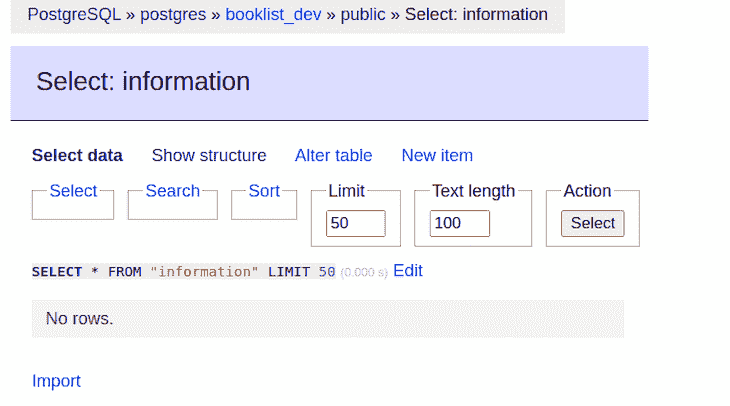 PostgreSQL » postgres » booklist_dev » public » Select: information
Select: information
Select data Show structure Alter table New item
Select Search Sort Limit Text length Action
50 100 Select
SELECT * FROM "information" LIMIT 50 (0.000 s) Edit
No rows.
Import